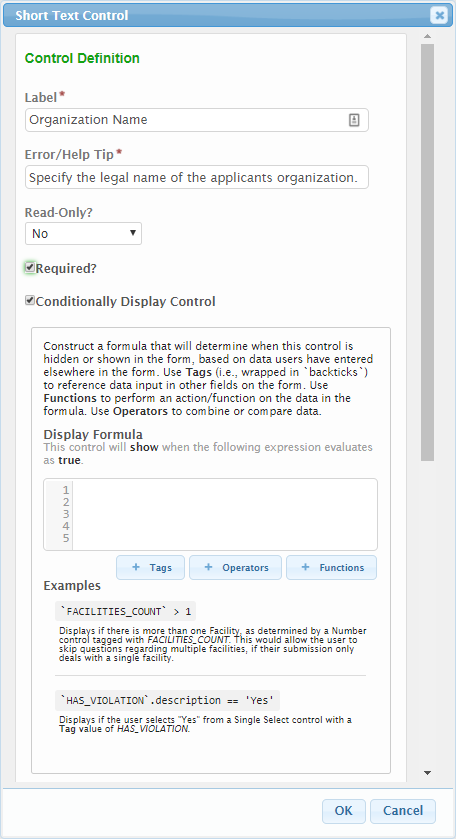 Short Text Control
Control Definition
Label*
Organization Name
Error/Help Tip*
Specify the legal name of the applicants organization.
Read-Only?
No
Required?
Conditionally Display Control
Construct a formula that will determine when this control is
hidden or shown in the form, based on data users have entered
elsewhere in the form. Use Tags (i.e., wrapped in `backticks`)
to reference data input in other fields on the form. Use
Functions to perform an action/function on the data in the
formula. Use Operators to combine or compare data.
Display Formula
This control will show when the following expression evaluates
as true.
1
2
3
4
5
+ Tags + Operators + Functions
Examples
`FACILITIES_COUNT` > 1
Displays if there is more than one Facility, as determined by a Number
control tagged with FACILITIES_COUNT. This would allow the user to
skip questions regarding multiple facilities, if their submission only
deals with a single facility.
`HAS_VIOLATION`.description == 'Yes'
Displays if the user selects "Yes" from a Single Select control with a
Tag value of HAS_VIOLATION.
OK Cancel